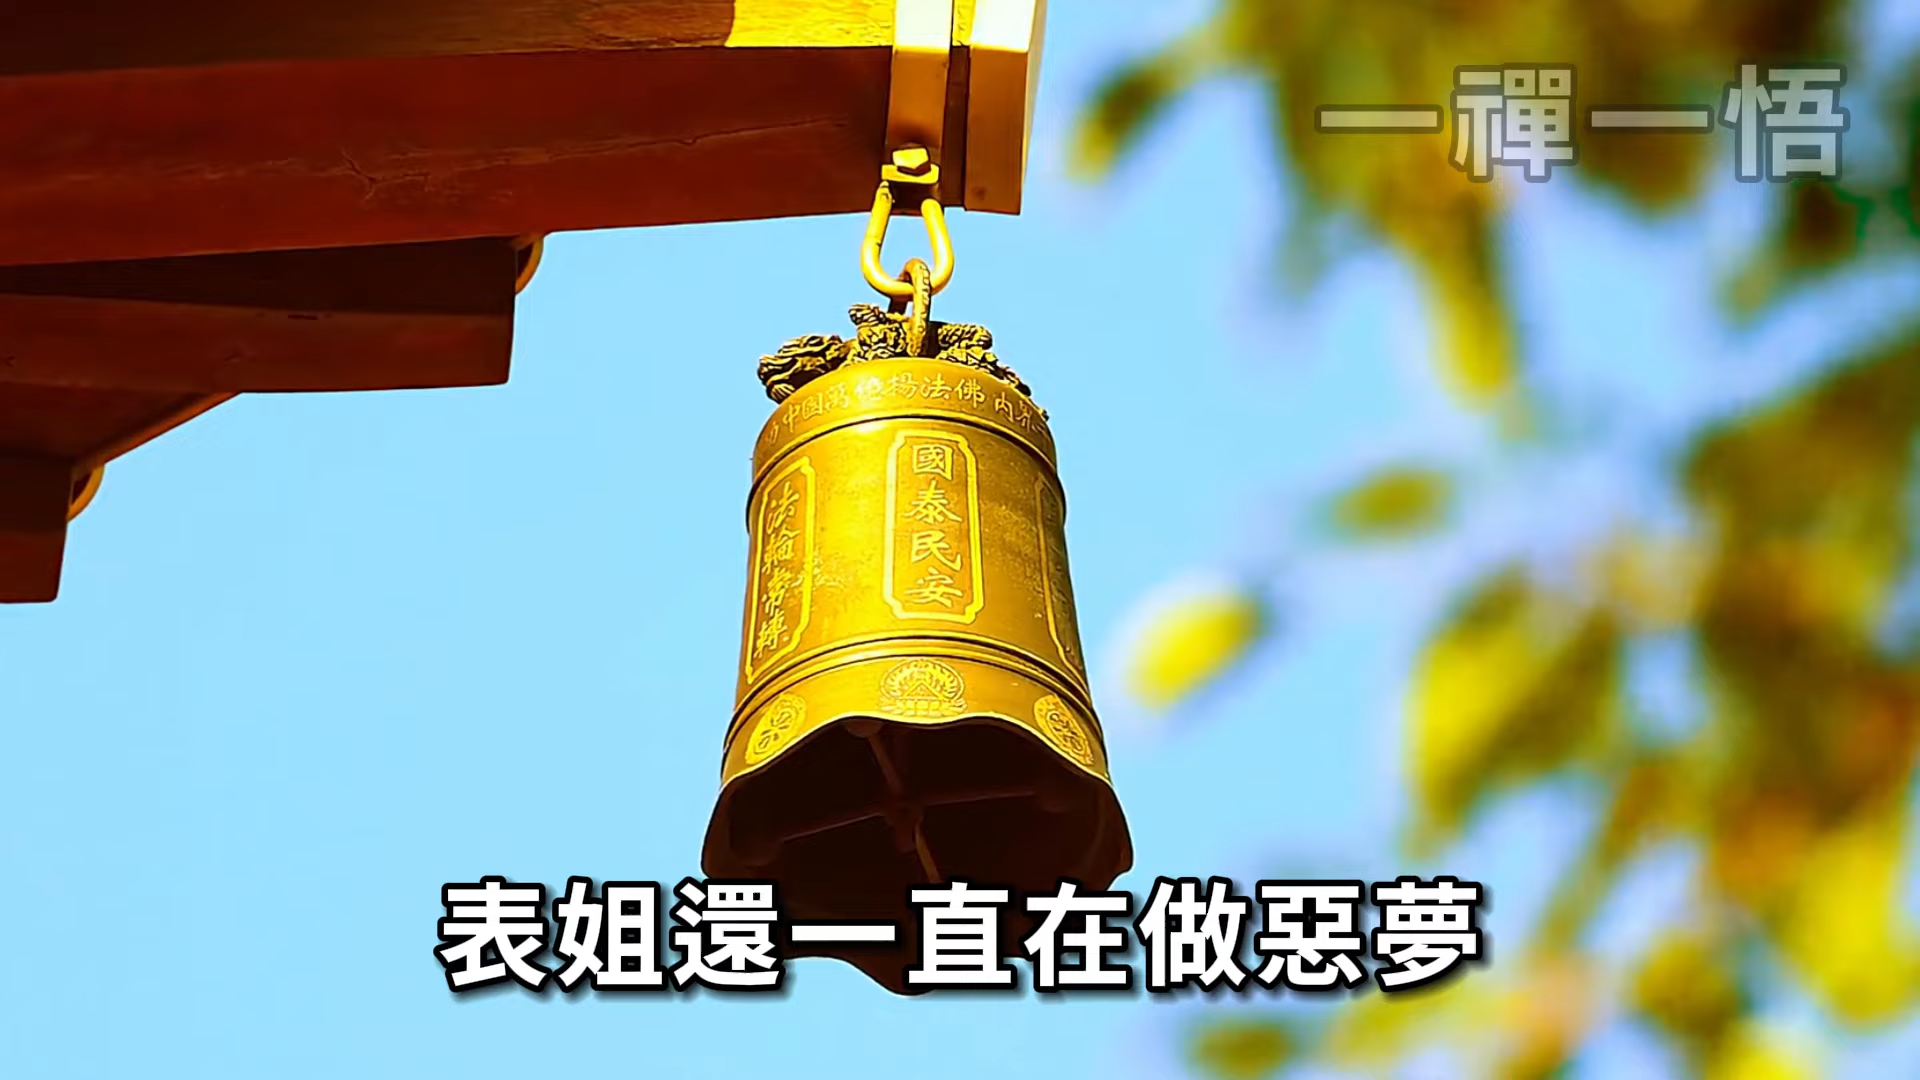 一禪一悟
國泰民安
法輪常轉
表姐還一直在做惡夢